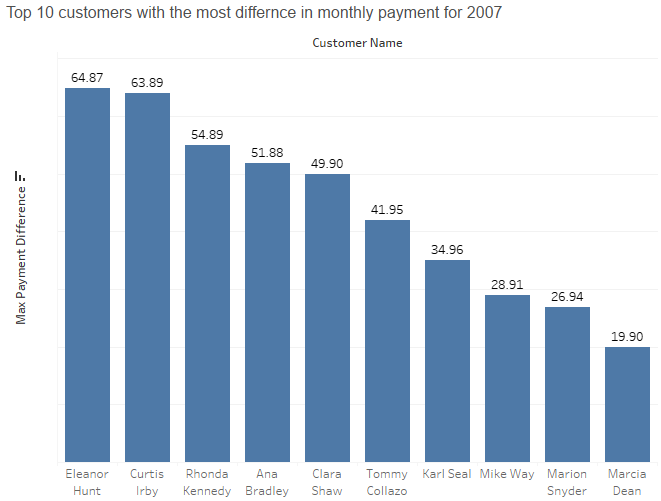 Top 10 customers with the most differnce in monthly payment for 2007
Customer Name
Max Payment Difference
64.87
63.89
54.89
51.88
49.90
41.95
34.96
28.91
26.94
19.90
Eleanor Hunt
Curtis Irby
Rhonda Kennedy
Ana Bradley
Clara Shaw
Tommy Collazo
Karl Seal
Mike Way
Marion Snyder
Marcia Dean